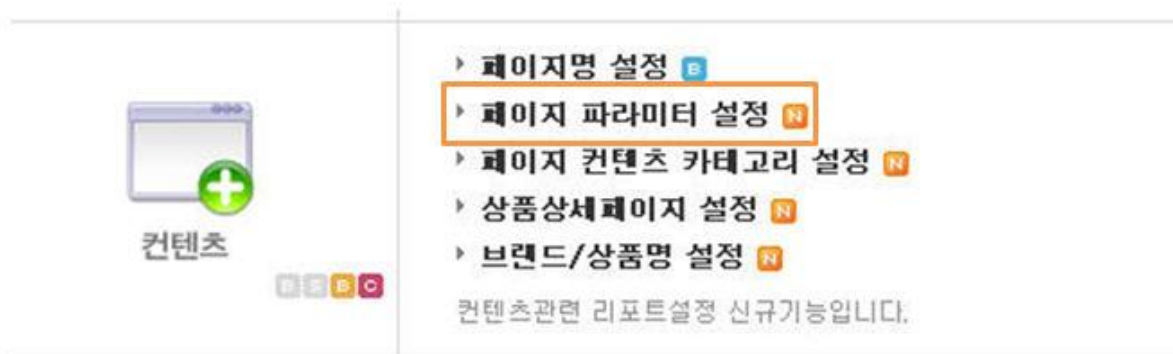 페이지명 설정 B
페이지 파라미터 설정 N
페이지 컨텐츠 카테고리 설정 N
상품상세페이지 설정 N
브랜드/상품명 설정 N
컨텐츠관련 리포트설정 신규기능입니다.
컨텐츠
B S B C